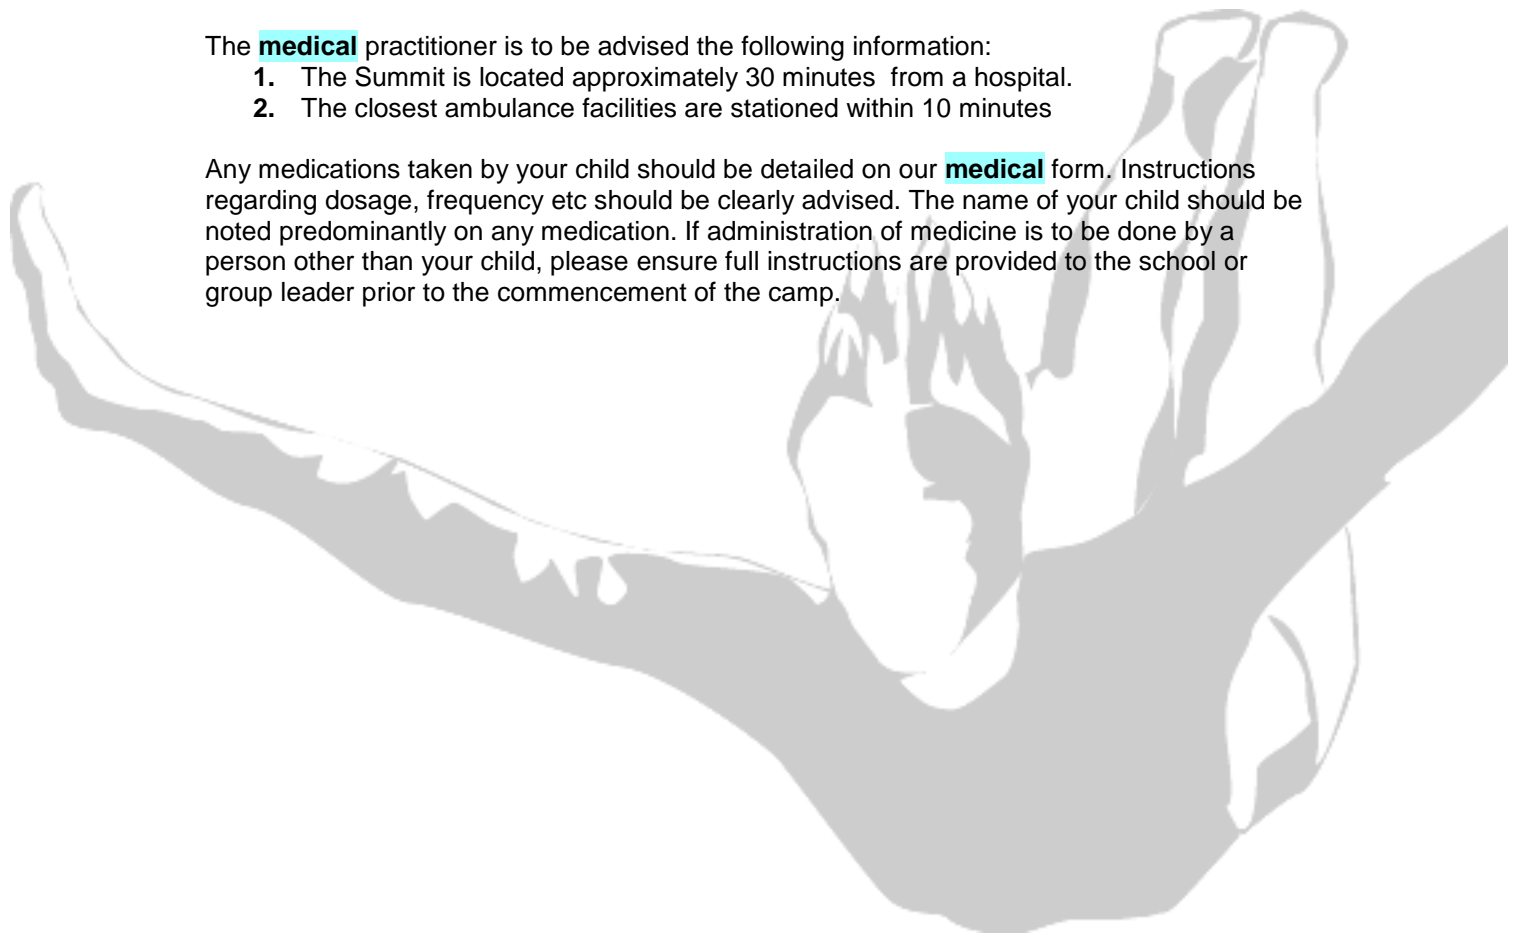 The medical practitioner is to be advised the following information:
1. The Summit is located approximately 30 minutes from a hospital.
2. The closest ambulance facilities are stationed within 10 minutes
Any medications taken by your child should be detailed on our medical form. Instructions
regarding dosage, frequency etc should be clearly advised. The name of your child should be
noted predominantly on any medication. If administration of medicine is to be done by a
person other than your child, please ensure full instructions are provided to the school or
group leader prior to the commencement of the camp.